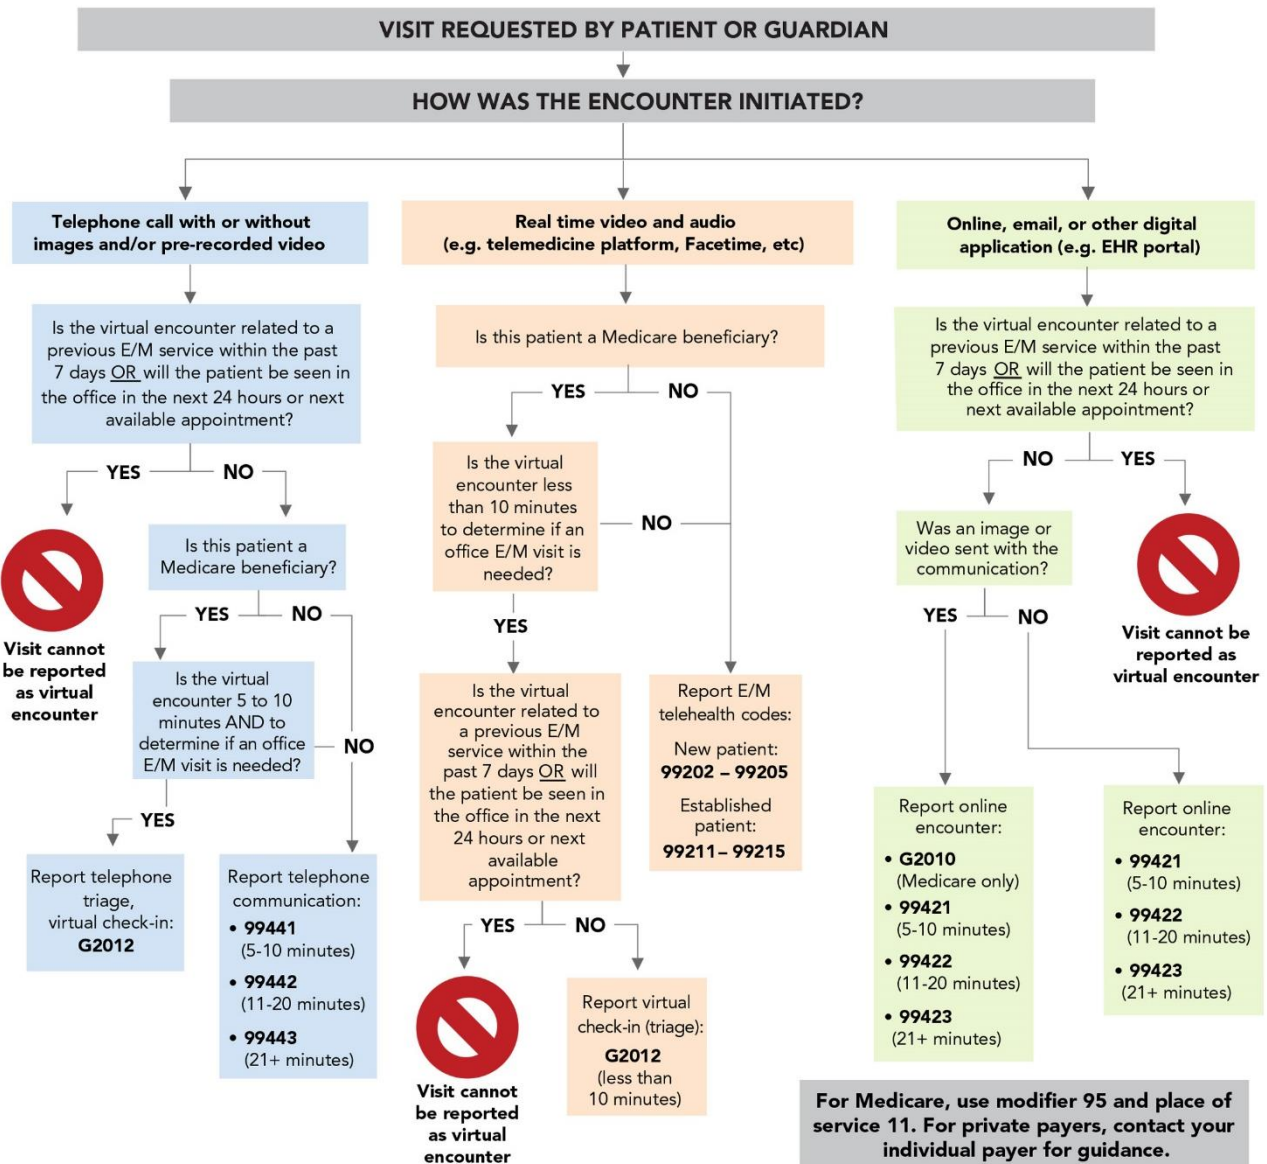 VISIT REQUESTED BY PATIENT OR GUARDIAN
HOW WAS THE ENCOUNTER INITIATED?
Telephone call with or without
images and/or pre-recorded video
Is the virtual encounter related to a
previous E/M service within the past
7 days OR will the patient be seen in
the office in the next 24 hours or next
available appointment?
YES
NO
Visit cannot
be reported
as virtual
encounter
Is this patient a
Medicare beneficiary?
YES
NO
Is the virtual
encounter 5 to 10
minutes AND to
determine if an office
E/M visit is needed?
NO
YES
Report telephone
triage,
virtual check-in:
G2012
Report telephone
communication:
• 99441
(5-10 minutes)
• 99442
(11-20 minutes)
• 99443
(21+ minutes)
Real time video and audio
(e.g. telemedicine platform, Facetime, etc)
Is this patient a Medicare beneficiary?
YES
NO
Is the virtual
encounter less
than 10 minutes
to determine if an
office E/M visit is
needed?
NO
YES
Is the virtual
encounter related to
a previous E/M
service within the
past 7 days OR will
the patient be seen in
the office in the next
24 hours or next
available
appointment?
Report E/M
telehealth codes:
New patient:
99202 – 99205
Established
patient:
99211– 99215
YES
NO
Visit cannot
be reported
as virtual
encounter
Report virtual
check-in (triage):
G2012
(less than
10 minutes)
Online, email, or other digital
application (e.g. EHR portal)
Is the virtual encounter related to a
previous E/M service within the past
7 days OR will the patient be seen in
the office in the next 24 hours or
next available appointment?
NO
YES
Was an image or
video sent with the
communication?
Visit cannot be
reported as
virtual encounter
YES
NO
Report online
encounter:
• G2010
(Medicare only)
• 99421
(5-10 minutes)
• 99422
(11-20 minutes)
• 99423
(21+ minutes)
Report online
encounter:
• 99421
(5-10 minutes)
• 99422
(11-20 minutes)
• 99423
(21+ minutes)
For Medicare, use modifier 95 and place of
service 11. For private payers, contact your
individual payer for guidance.